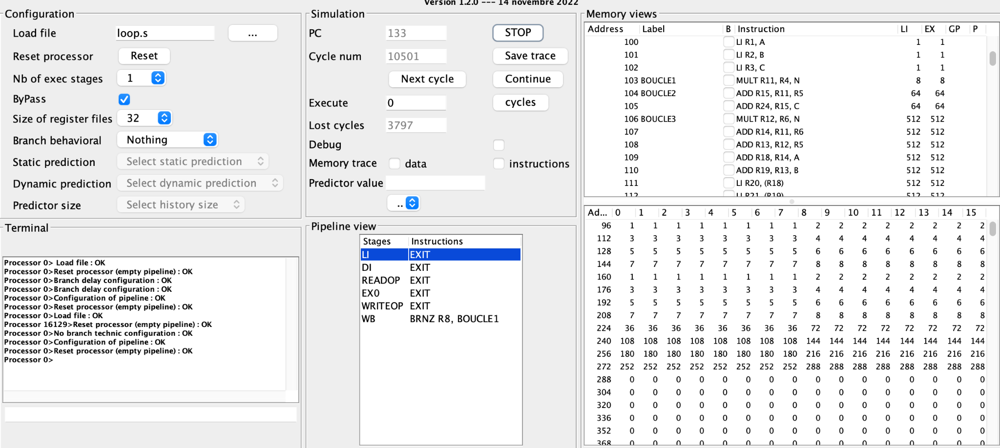 Version 1.2.0 --- 14 novembre 2022
Configuration
Load file loop.s ...
Reset processor Reset
Nb of exec stages 1
ByPass
Size of register files 32
Branch behavioral Nothing
Static prediction Select static prediction
Dynamic prediction Select dynamic prediction
Predictor size Select history size
Simulation
PC 133 STOP
Cycle num 10501 Save trace
Next cycle Continue
Execute 0 cycles
Lost cycles 3797
Debug
Memory trace data instructions
Predictor value
..
Memory views
Address Label B Instruction LI EX GP P
100 LI R1, A 1 1
101 LI R2, B 1 1
102 LI R3, C 1 1
103 BOUCLE1 MULT R11, R4, N 8 8
104 BOUCLE2 ADD R15, R11, R5 64 64
105 ADD R24, R15, C 64 64
106 BOUCLE3 MULT R12, R6, N 512 512
107 ADD R14, R11, R6 512 512
108 ADD R13, R12, R5 512 512
109 ADD R18, R14, A 512 512
110 ADD R19, R13, B 512 512
111 LI R20, (R18) 512 512
112 LI R21, (R19) 512 512
Ad... 0 1 2 3 4 5 6 7 8 9 10 11 12 13 14 15
96 1 1 1 1 1 1 1 1 2 2 2 2 2 2 2 2
112 3 3 3 3 3 3 3 3 4 4 4 4 4 4 4 4
128 5 5 5 5 5 5 5 5 6 6 6 6 6 6 6 6
144 7 7 7 7 7 7 7 7 8 8 8 8 8 8 8 8
160 1 1 1 1 1 1 1 1 2 2 2 2 2 2 2 2
176 3 3 3 3 3 3 3 3 4 4 4 4 4 4 4 4
192 5 5 5 5 5 5 5 5 6 6 6 6 6 6 6 6
208 7 7 7 7 7 7 7 7 8 8 8 8 8 8 8 8
224 36 36 36 36 36 36 36 36 72 72 72 72 72 72 72 72
240 108 108 108 108 108 108 108 108 144 144 144 144 144 144 144 144
256 180 180 180 180 180 180 180 180 216 216 216 216 216 216 216 216
272 252 252 252 252 252 252 252 252 288 288 288 288 288 288 288 288
288 0 0 0 0 0 0 0 0 0 0 0 0 0 0 0 0
304 0 0 0 0 0 0 0 0 0 0 0 0 0 0 0 0
320 0 0 0 0 0 0 0 0 0 0 0 0 0 0 0 0
336 0 0 0 0 0 0 0 0 0 0 0 0 0 0 0 0
352 0 0 0 0 0 0 0 0 0 0 0 0 0 0 0 0
368 0 0 0 0 0 0 0 0 0 0 0 0 0 0 0 0
Terminal
Processor 0> Load file : OK
Processor 0>Reset processor (empty pipeline) : OK
Processor 0>Branch delay configuration : OK
Processor 0>Branch delay configuration : OK
Processor 0>Configuration of pipeline : OK
Processor 0>Reset processor (empty pipeline) : OK
Processor 0>Load file : OK
Processor 16129>Reset processor (empty pipeline) : OK
Processor 0>No branch technic configuration : OK
Processor 0>Configuration of pipeline : OK
Processor 0>Reset processor (empty pipeline) : OK
Processor 0>
Pipeline view
Stages Instructions
LI EXIT
DI EXIT
READOP EXIT
EX0 EXIT
WRITEOP EXIT
WB BRNZ R8, BOUCLE1